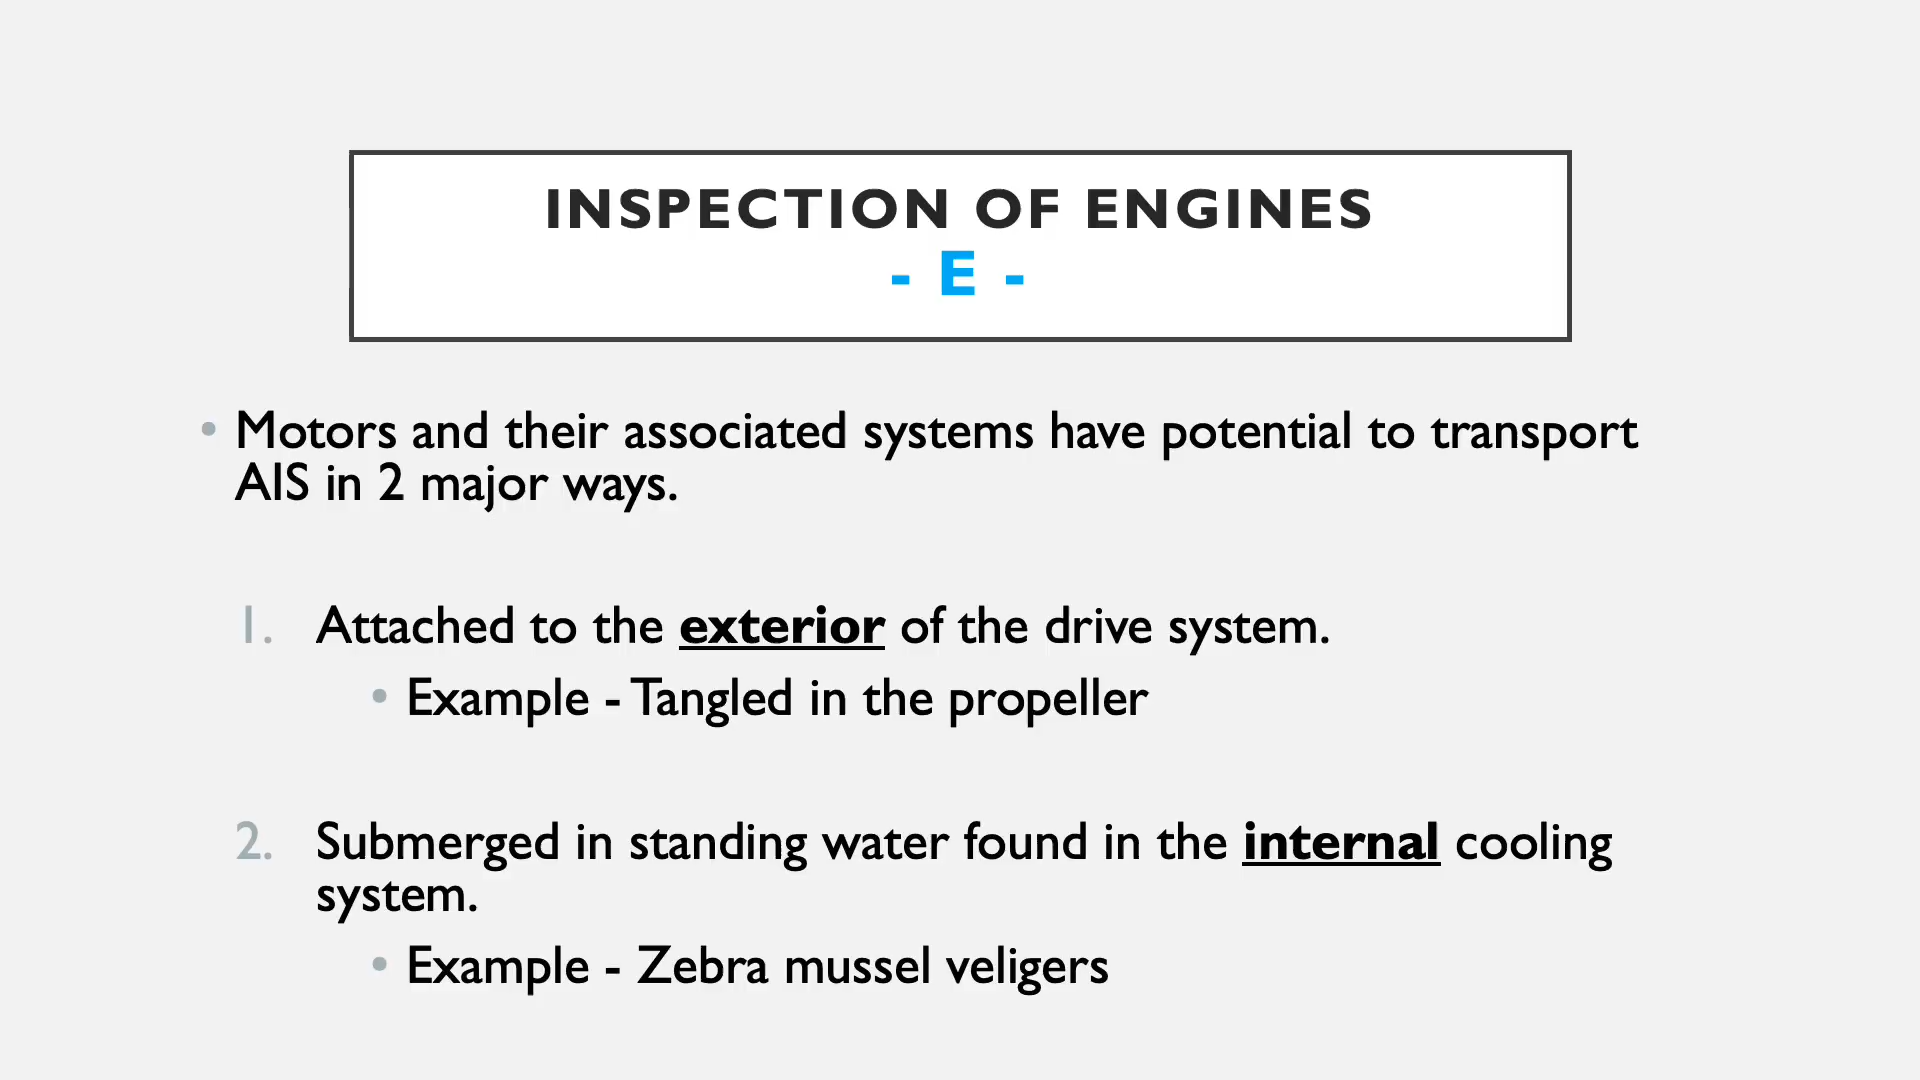 INSPECTION OF ENGINES
- E -
• Motors and their associated systems have potential to transport
AIS in 2 major ways.
1. Attached to the exterior of the drive system.
• Example - Tangled in the propeller
2. Submerged in standing water found in the internal cooling
system.
• Example - Zebra mussel veligers